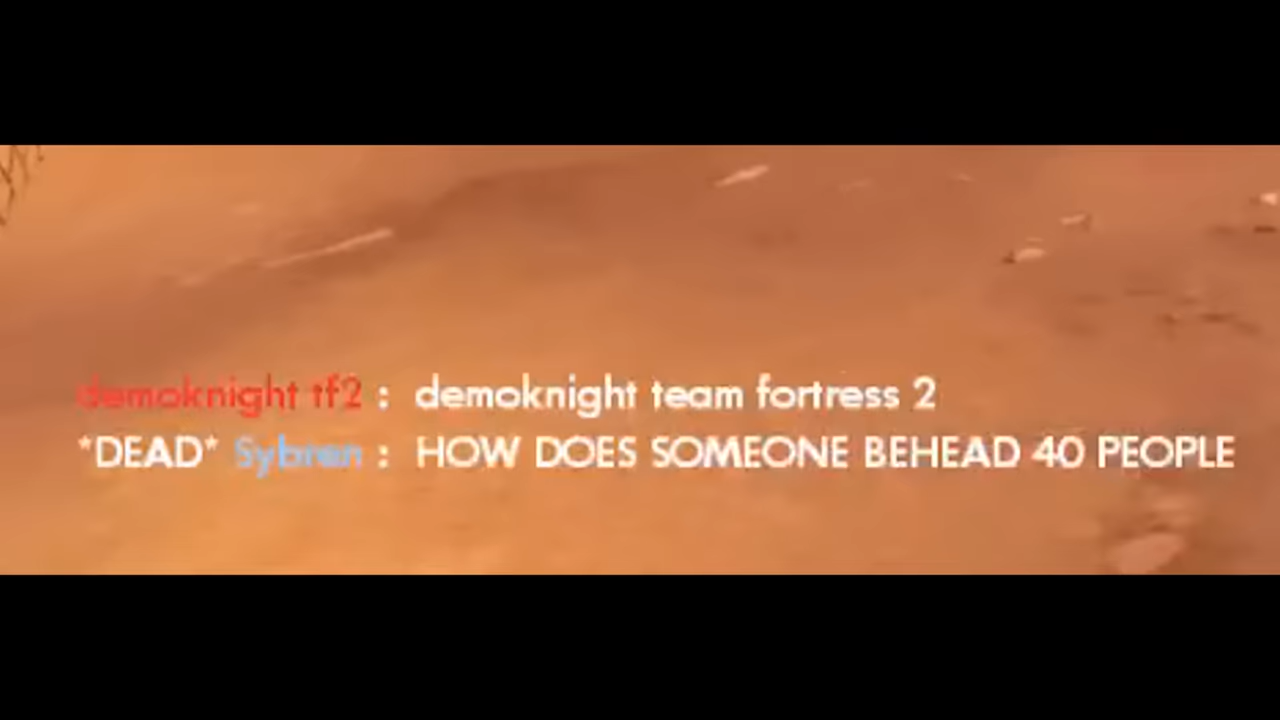 demoknight tf2 : demoknight team fortress 2
*DEAD* Sybren : HOW DOES SOMEONE BEHEAD 40 PEOPLE